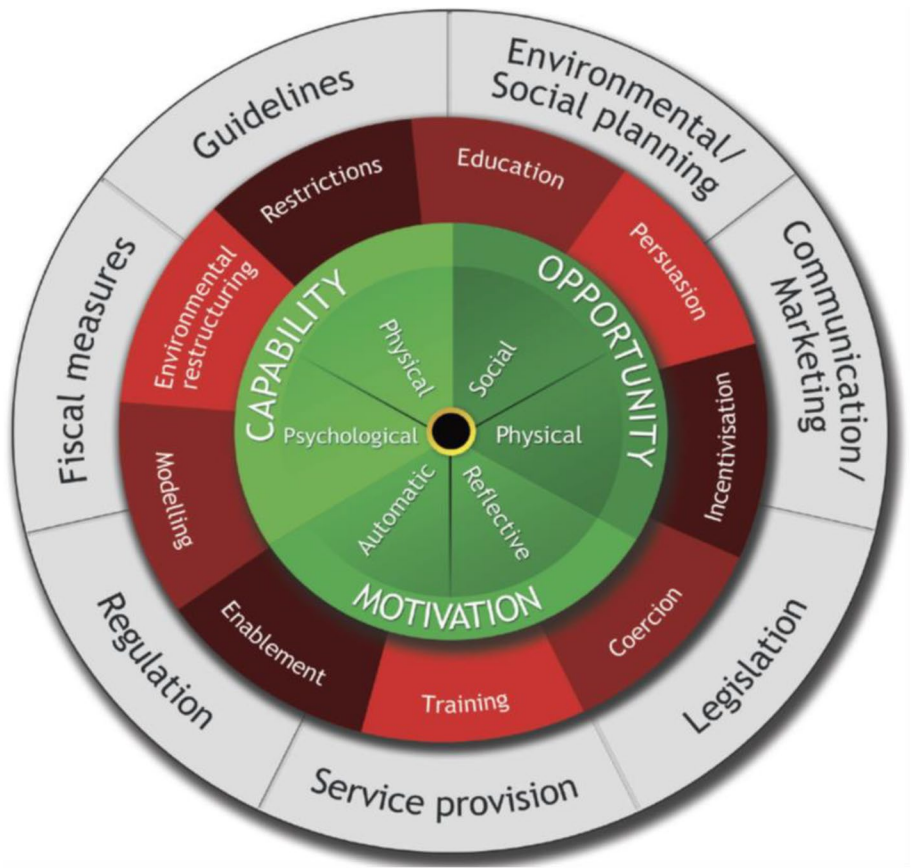 Guidelines
Environmental/
Social planning
Communication/
Marketing
Legislation
Service provision
Regulation
Fiscal measures
Restrictions
Education
Persuasion
Incentivisation
Coercion
Training
Enablement
Modelling
Environmental
restructuring
CAPABILITY
OPPORTUNITY
MOTIVATION
Physical
Social
Physical
Reflective
Automatic
Psychological